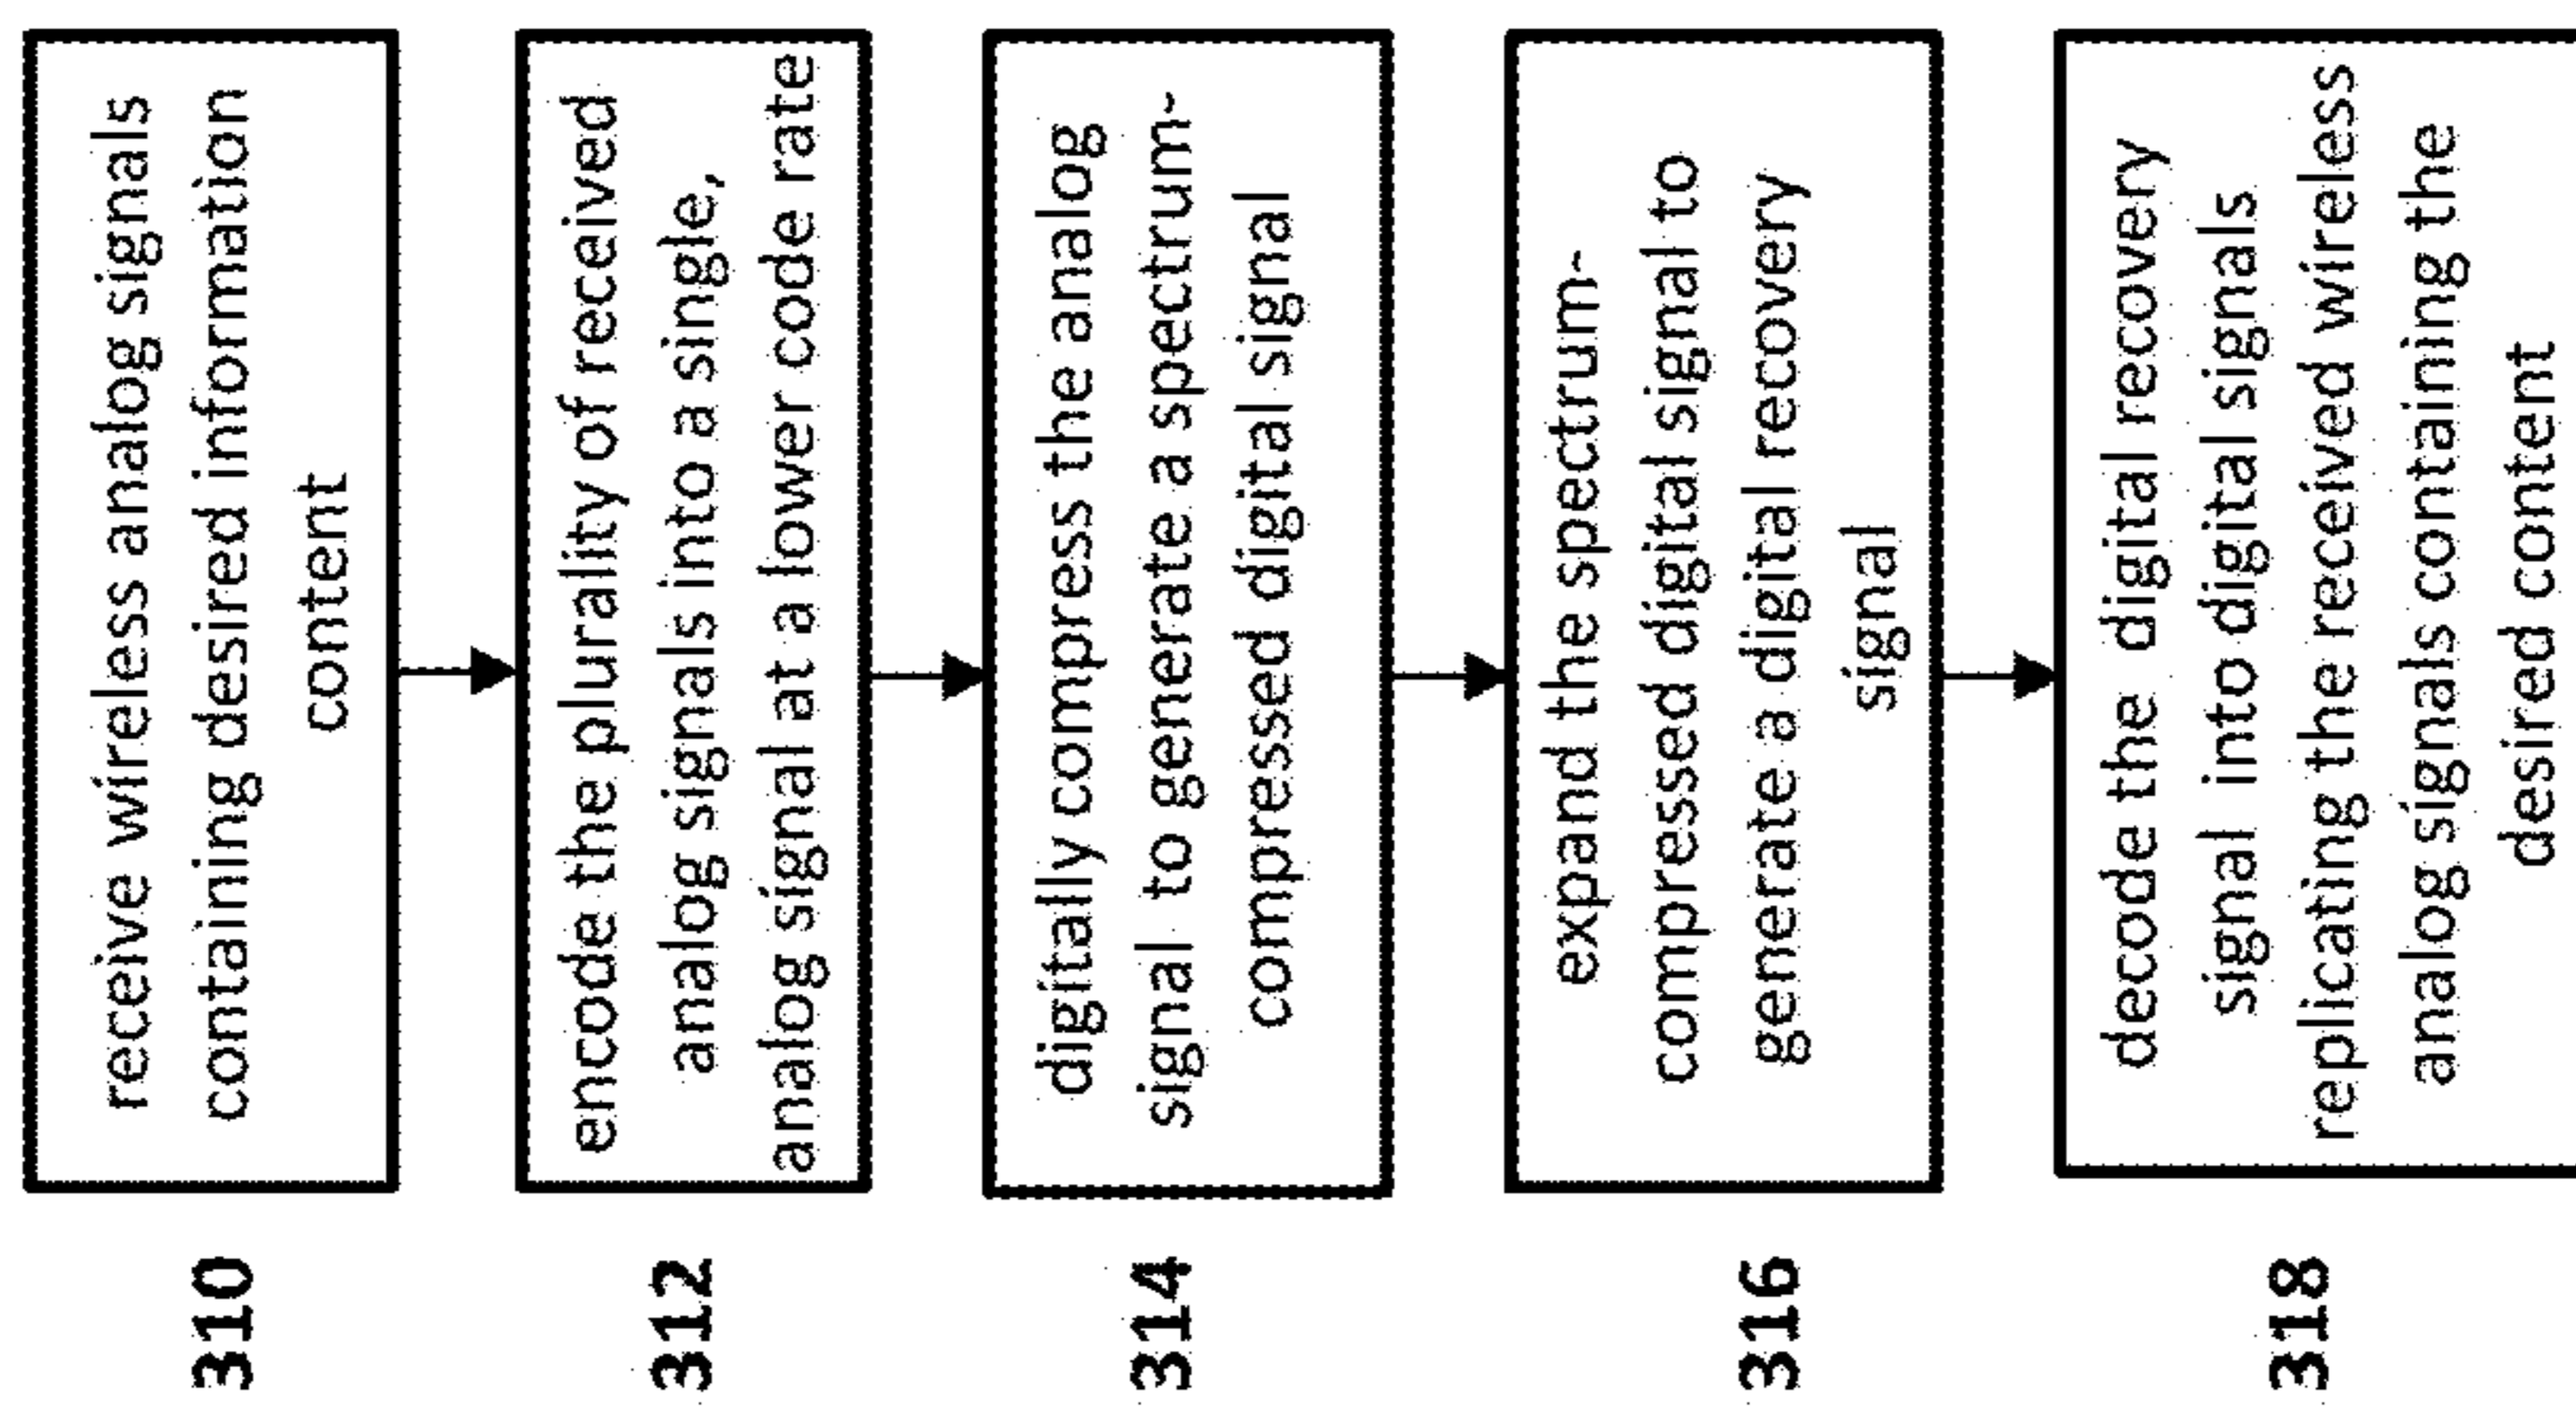 310
receive wireless analog signals
containing desired information
content
312
encode the plurality of received
analog signals into a single,
analog signal at a lower code rate
314
digitally compress the analog
signal to generate a spectrum-
compressed digital signal
316
expand the spectrum-
compressed digital signal to
generate a digital recovery
signal
318
decode the digital recovery
signal into digital signals
replicating the received wireless
analog signals containing the
desired content